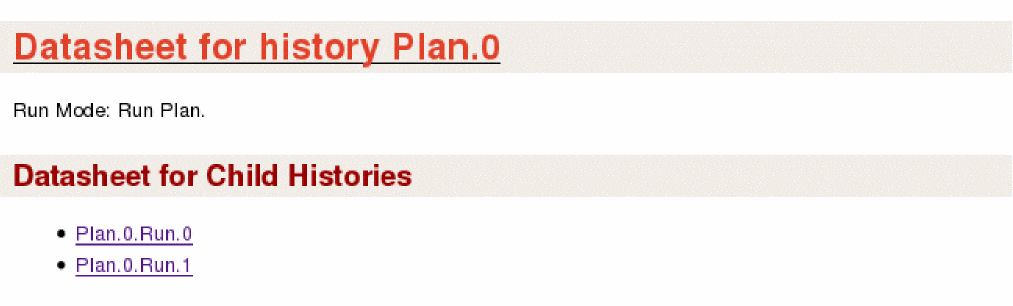 Datasheet for history Plan.0
Run Mode: Run Plan.
Datasheet for Child Histories
Plan.0.Run.0
Plan.0.Run.1